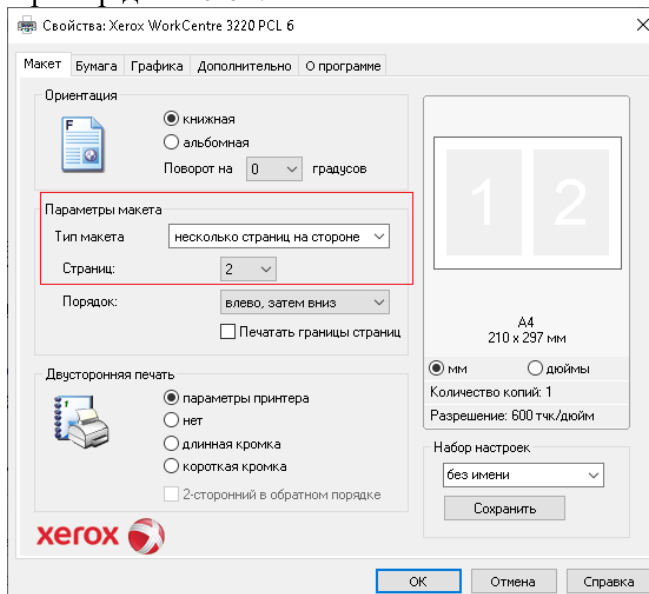 Свойства: Xerox WorkCentre 3220 PCL 6
Макет Бумага Графика Дополнительно О программе
Ориентация
F
книжная
альбомная
Поворот на 0 градусов
Параметры макета
Тип макета несколько страниц на стороне
Страниц: 2
Порядок: влево, затем вниз
Печатать границы страниц
Двусторонняя печать
1
параметры принтера
нет
длинная кромка
короткая кромка
2-сторонний в обратном порядке
xerox
1 2
A4
210 x 297 мм
мм дюймы
Количество копий: 1
Разрешение: 600 тчк/дюйм
Набор настроек
без имени
Сохранить
ОК Отмена Справка